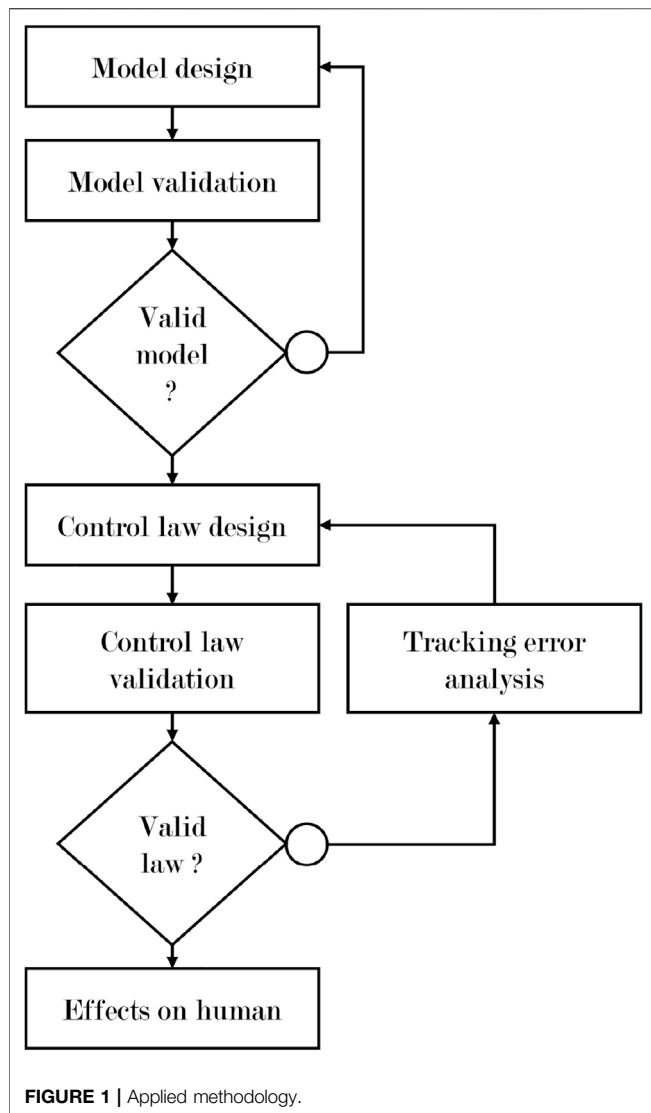 Model design
Model validation
Valid
model
?
Control law design
Control law
validation
Tracking error
analysis
Valid
law ?
Effects on human
FIGURE 1 | Applied methodology.